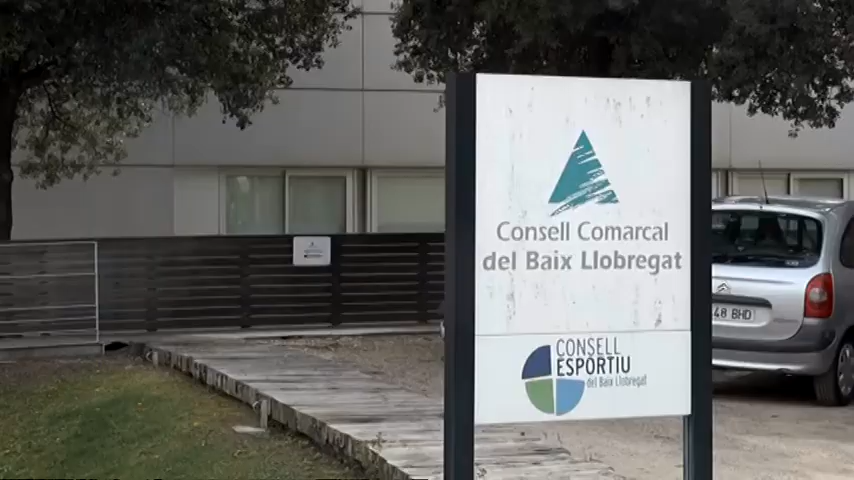 Consell Comarcal
del Baix Llobregat
CONSELL
ESPORTIU
del Baix Llobregat
48 BHD